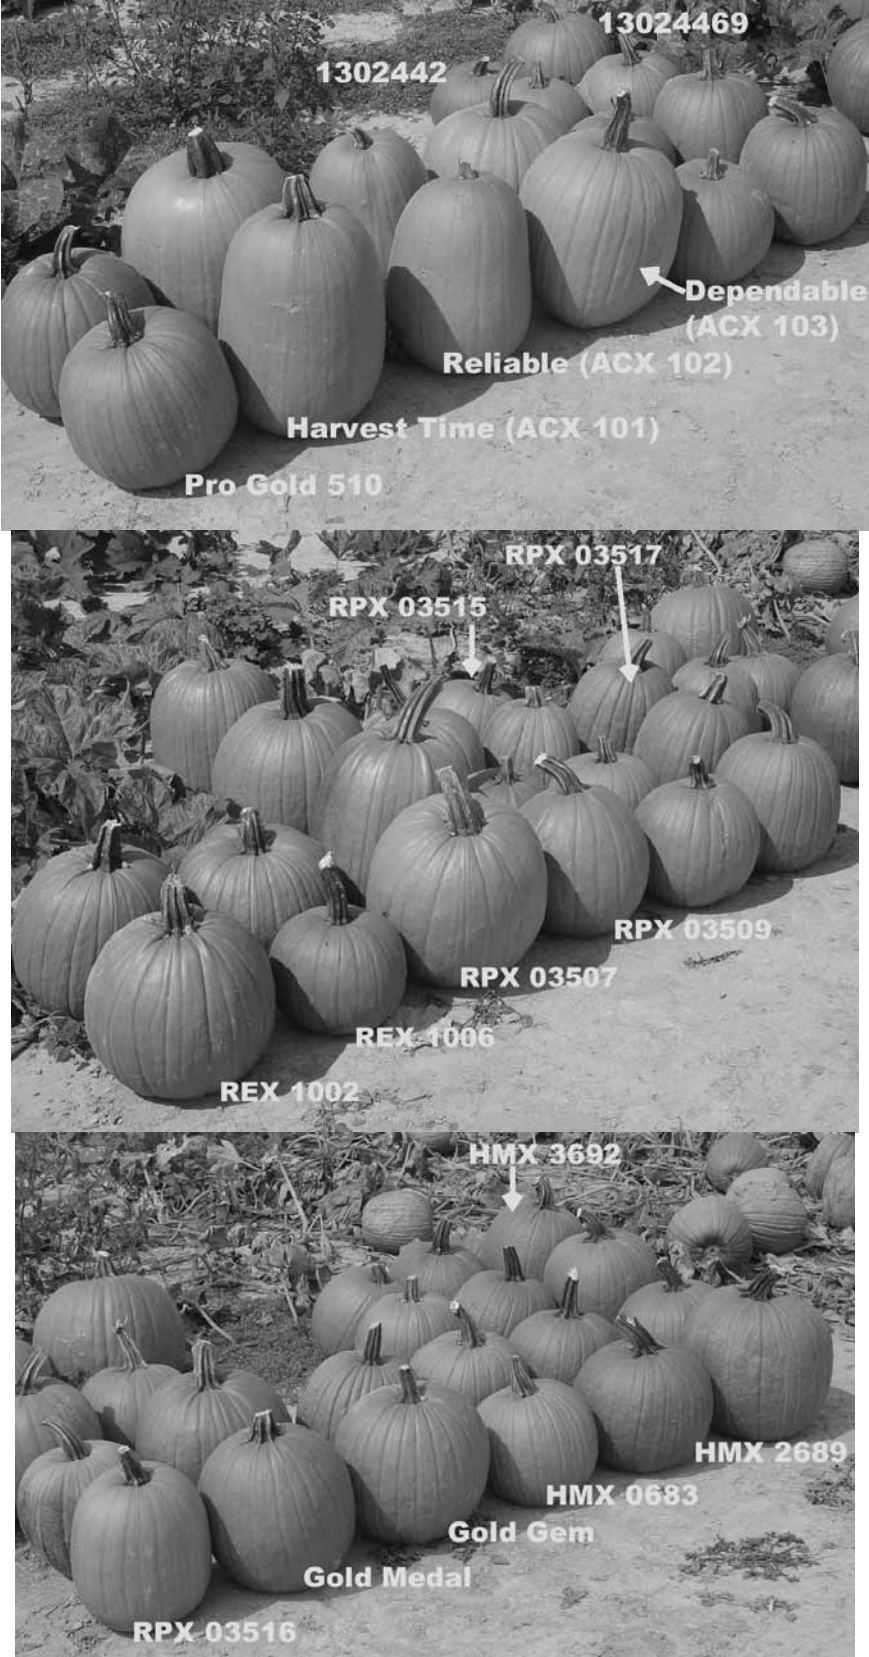 13024469
1302442
Dependable
(ACX 103)
Reliable (ACX 102)
Harvest Time (ACX 101)
Pro Gold 510
RPX 03517
RPX 03515
RPX 03509
RPX 03507
REX 1006
REX 1002
HMX 3692
HMX 2689
HMX 0683
Gold Gem
Gold Medal
RPX 03516